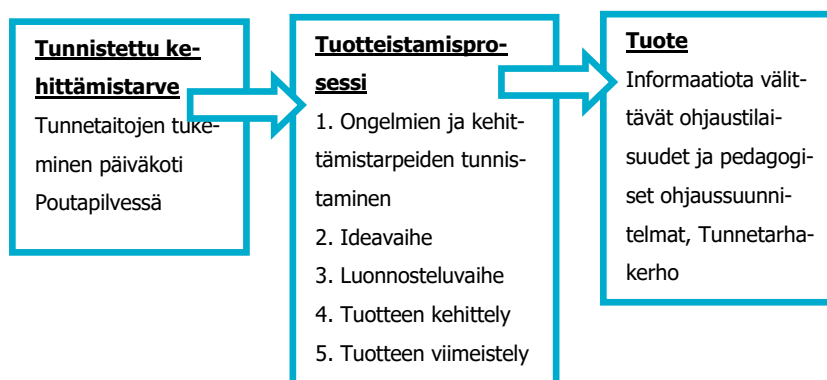 Tunnistettu ke-
hittämistarve
Tunnetaitojen tuke-
minen päiväkoti
Poutapilvessä
Tuotteistamispro-
sessi
1. Ongelmien ja kehit-
tämistarpeiden tunnis-
taminen
2. Ideavaihe
3. Luonnosteluvaihe
4. Tuotteen kehittely
5. Tuotteen viimeistely
Tuote
Informaatiota välit-
tävät ohjaustilai-
suudet ja pedagogi-
set ohjaussuunni-
telmat, Tunnetarha-
kerho